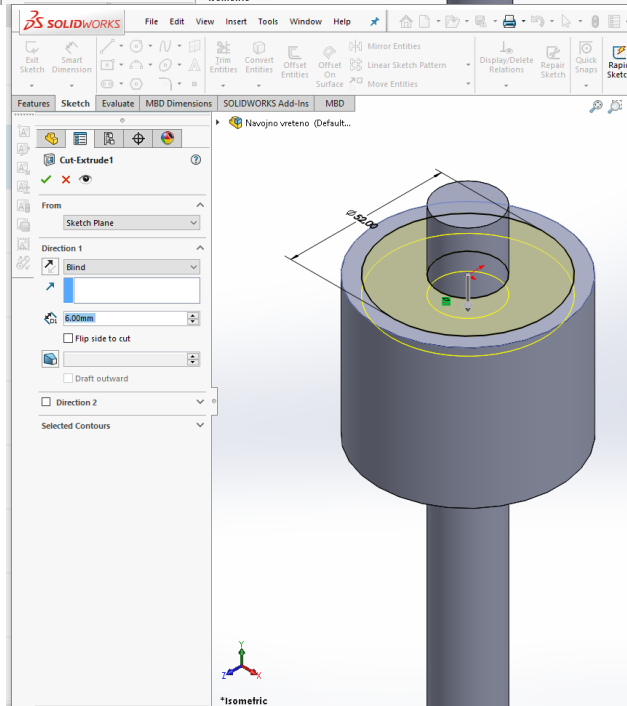 Isometric
SOLIDWORKS File Edit View Insert Tools Window Help
Exit Sketch
Smart Dimension
Trim Entities
Convert Entities
Offset Entities
Offset On Surface
Mirror Entities
Linear Sketch Pattern
Move Entities
Display/Delete Relations
Repair Sketch
Quick Snaps
Features Sketch Evaluate MBD Dimensions SOLIDWORKS Add-Ins MBD
Navojno vreteno (Default...
Cut-Extrude1
From
Sketch Plane
Direction 1
Blind
6.00mm
Flip side to cut
Draft outward
Direction 2
Selected Contours
Ø52.00
Y
Z
X
*Isometric